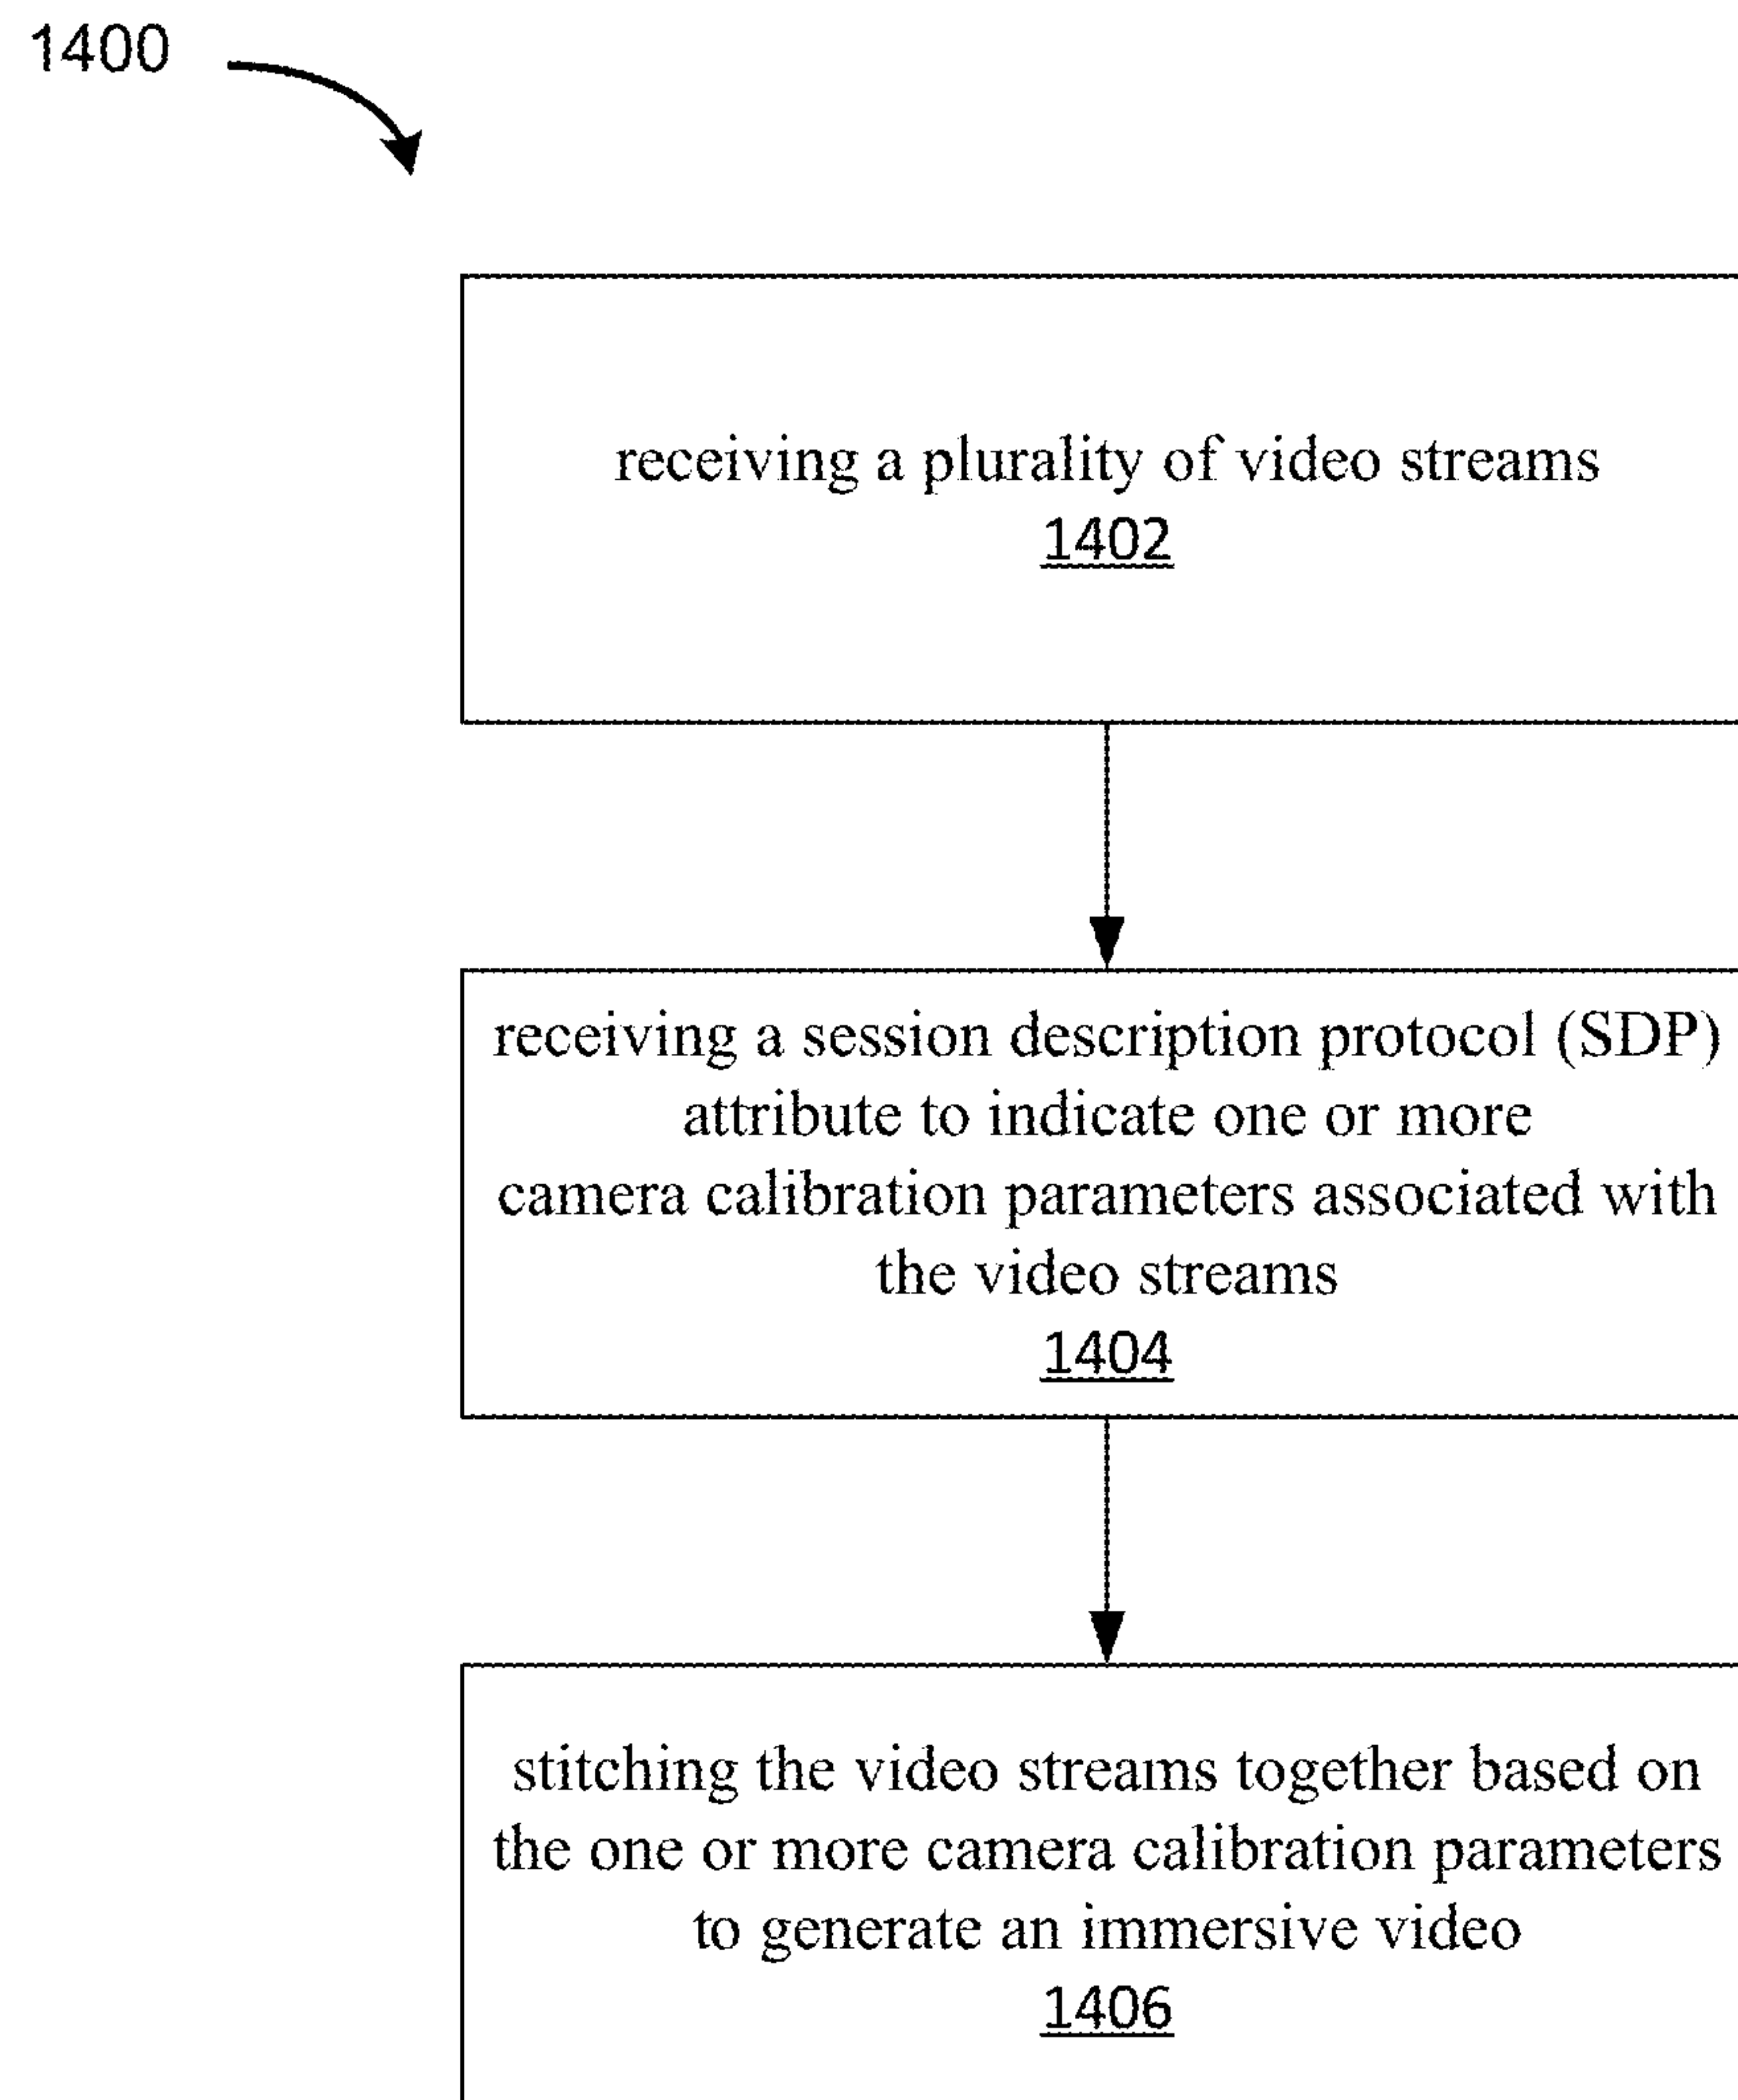 1400
receiving a plurality of video streams
1402
receiving a session description protocol (SDP)
attribute to indicate one or more
camera calibration parameters associated with
the video streams
1404
stitching the video streams together based on
the one or more camera calibration parameters
to generate an immersive video
1406